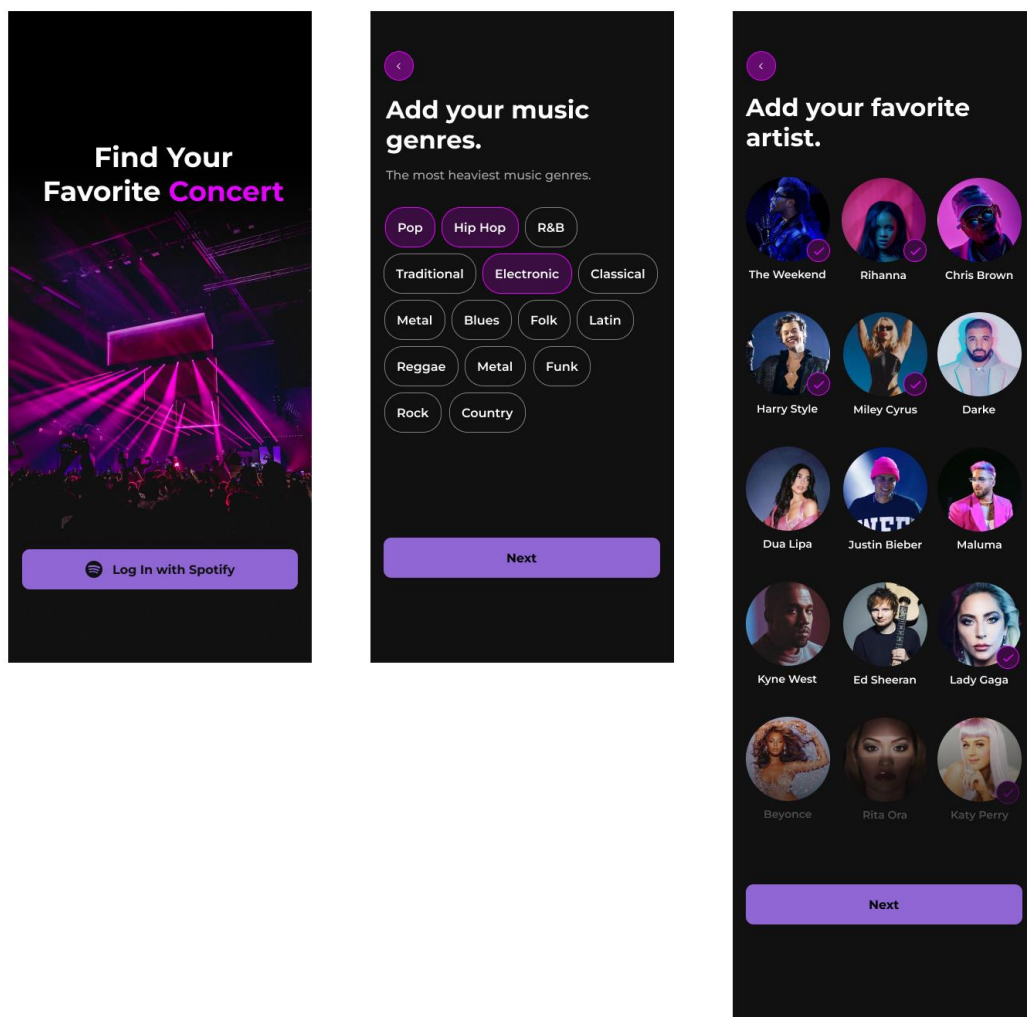 Find Your
Favorite Concert
Log In with Spotify
Add your music
genres.
The most heaviest music genres.
Pop Hip Hop R&B
Traditional Electronic Classical
Metal Blues Folk Latin
Reggae Metal Funk
Rock Country
Next
Add your favorite
artist.
The Weekend Rihanna Chris Brown
Harry Style Miley Cyrus Darke
WEEN
Dua Lipa Justin Bieber Maluma
Kyne West Ed Sheeran Lady Gaga
Beyonce Rita Ora Katy Perry
Next